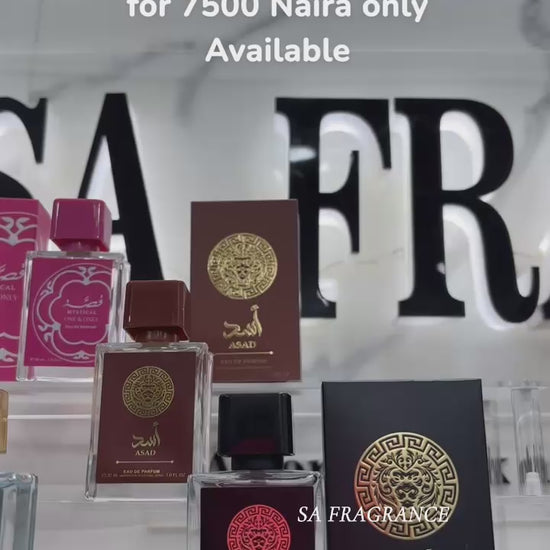 for 7500 Naira only
Available
SA FRA
MYSTICAL
ONE & ONLY
أسد
ASAD
EAU DE PARFUM
أسد
ASAD
EAU DE PARFUM
SA FRAGRANCE